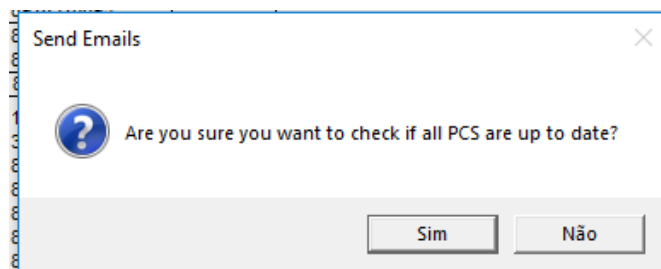 Send Emails
Are you sure you want to check if all PCS are up to date?
Sim
Não